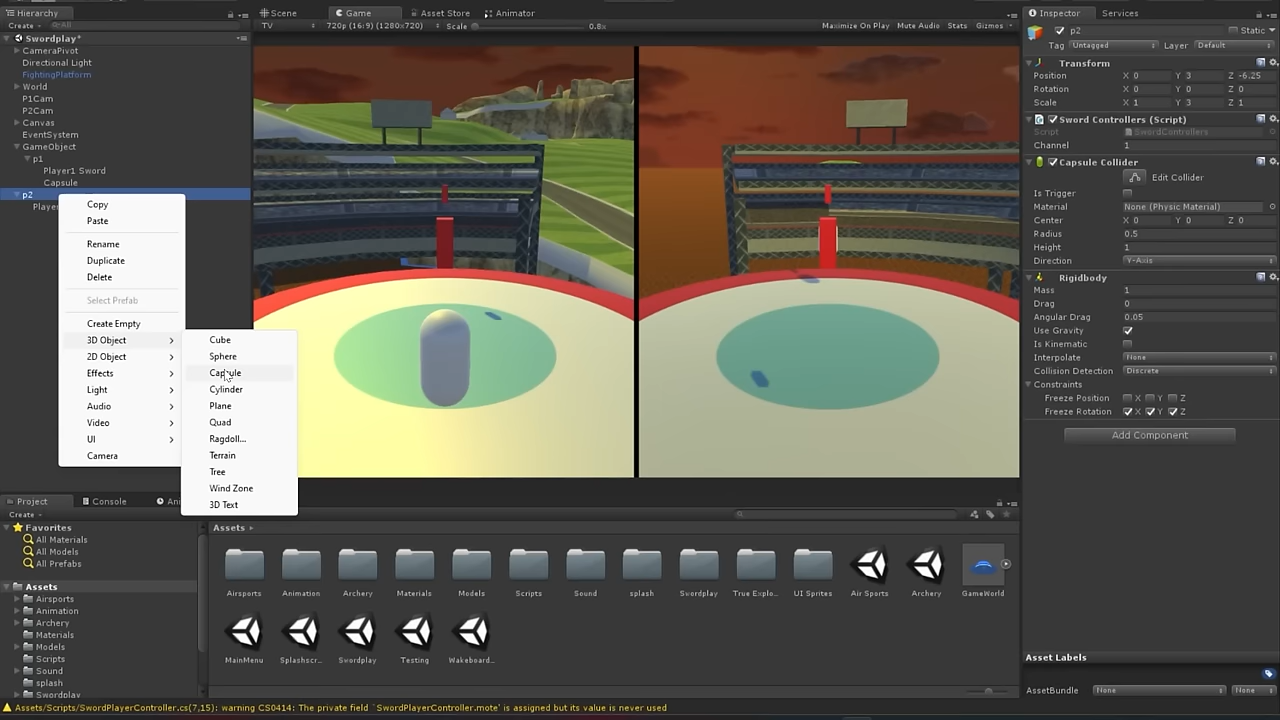 Hierarchy
Create
All
Swordplay*
CameraPivot
Directional Light
FightingPlatform
World
P1Cam
P2Cam
Canvas
EventSystem
GameObject
p1
Player1 Sword
Capsule
p2
Player
Copy
Paste
Rename
Duplicate
Delete
Select Prefab
Create Empty
3D Object
2D Object
Effects
Light
Audio
Video
UI
Camera
Cube
Sphere
Capsule
Cylinder
Plane
Quad
Ragdoll...
Terrain
Tree
Wind Zone
3D Text
Scene
Game
Asset Store
Animator
TV
720p (16:9) (1280x720)
Scale
0.8x
Maximize On Play
Mute Audio
Stats
Gizmos
Inspector
Services
p2
Static
Tag Untagged
Layer Default
Transform
Position X 0 Y 3 Z -6.25
Rotation X 0 Y 0 Z 0
Scale X 1 Y 3 Z 1
Sword Controllers (Script)
Script SwordControllers
Channel 1
Capsule Collider
Edit Collider
Is Trigger
Material None (Physic Material)
Center X 0 Y 0 Z 0
Radius 0.5
Height 1
Direction Y-Axis
Rigidbody
Mass 1
Drag 0
Angular Drag 0.05
Use Gravity
Is Kinematic
Interpolate None
Collision Detection Discrete
Constraints
Freeze Position X Y Z
Freeze Rotation X Y Z
Add Component
Asset Labels
AssetBundle None None
Project
Console
Ani
Create
Favorites
All Materials
All Models
All Prefabs
Assets
Airsports
Animation
Archery
Materials
Models
Scripts
Sound
splash
Swordplay
Assets
Airsports
Animation
Archery
Materials
Models
Scripts
Sound
splash
Swordplay
True Explo...
UI Sprites
Air Sports
Archery
GameWorld
MainMenu
Splashscr...
Swordplay
Testing
Wakeboard...
Assets/Scripts/SwordPlayerController.cs(7,15): warning CS0414: The private field `SwordPlayerController.mote' is assigned but its value is never used